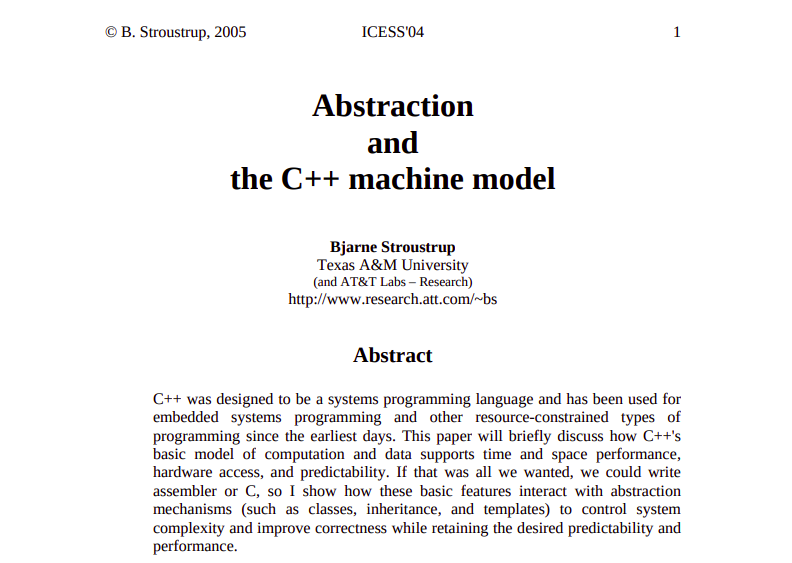 © B. Stroustrup, 2005 ICESS'04 1
Abstraction
and
the C++ machine model
Bjarne Stroustrup
Texas A&M University
(and AT&T Labs – Research)
http://www.research.att.com/~bs
Abstract
C++ was designed to be a systems programming language and has been used for
embedded systems programming and other resource-constrained types of
programming since the earliest days. This paper will briefly discuss how C++'s
basic model of computation and data supports time and space performance,
hardware access, and predictability. If that was all we wanted, we could write
assembler or C, so I show how these basic features interact with abstraction
mechanisms (such as classes, inheritance, and templates) to control system
complexity and improve correctness while retaining the desired predictability and
performance.